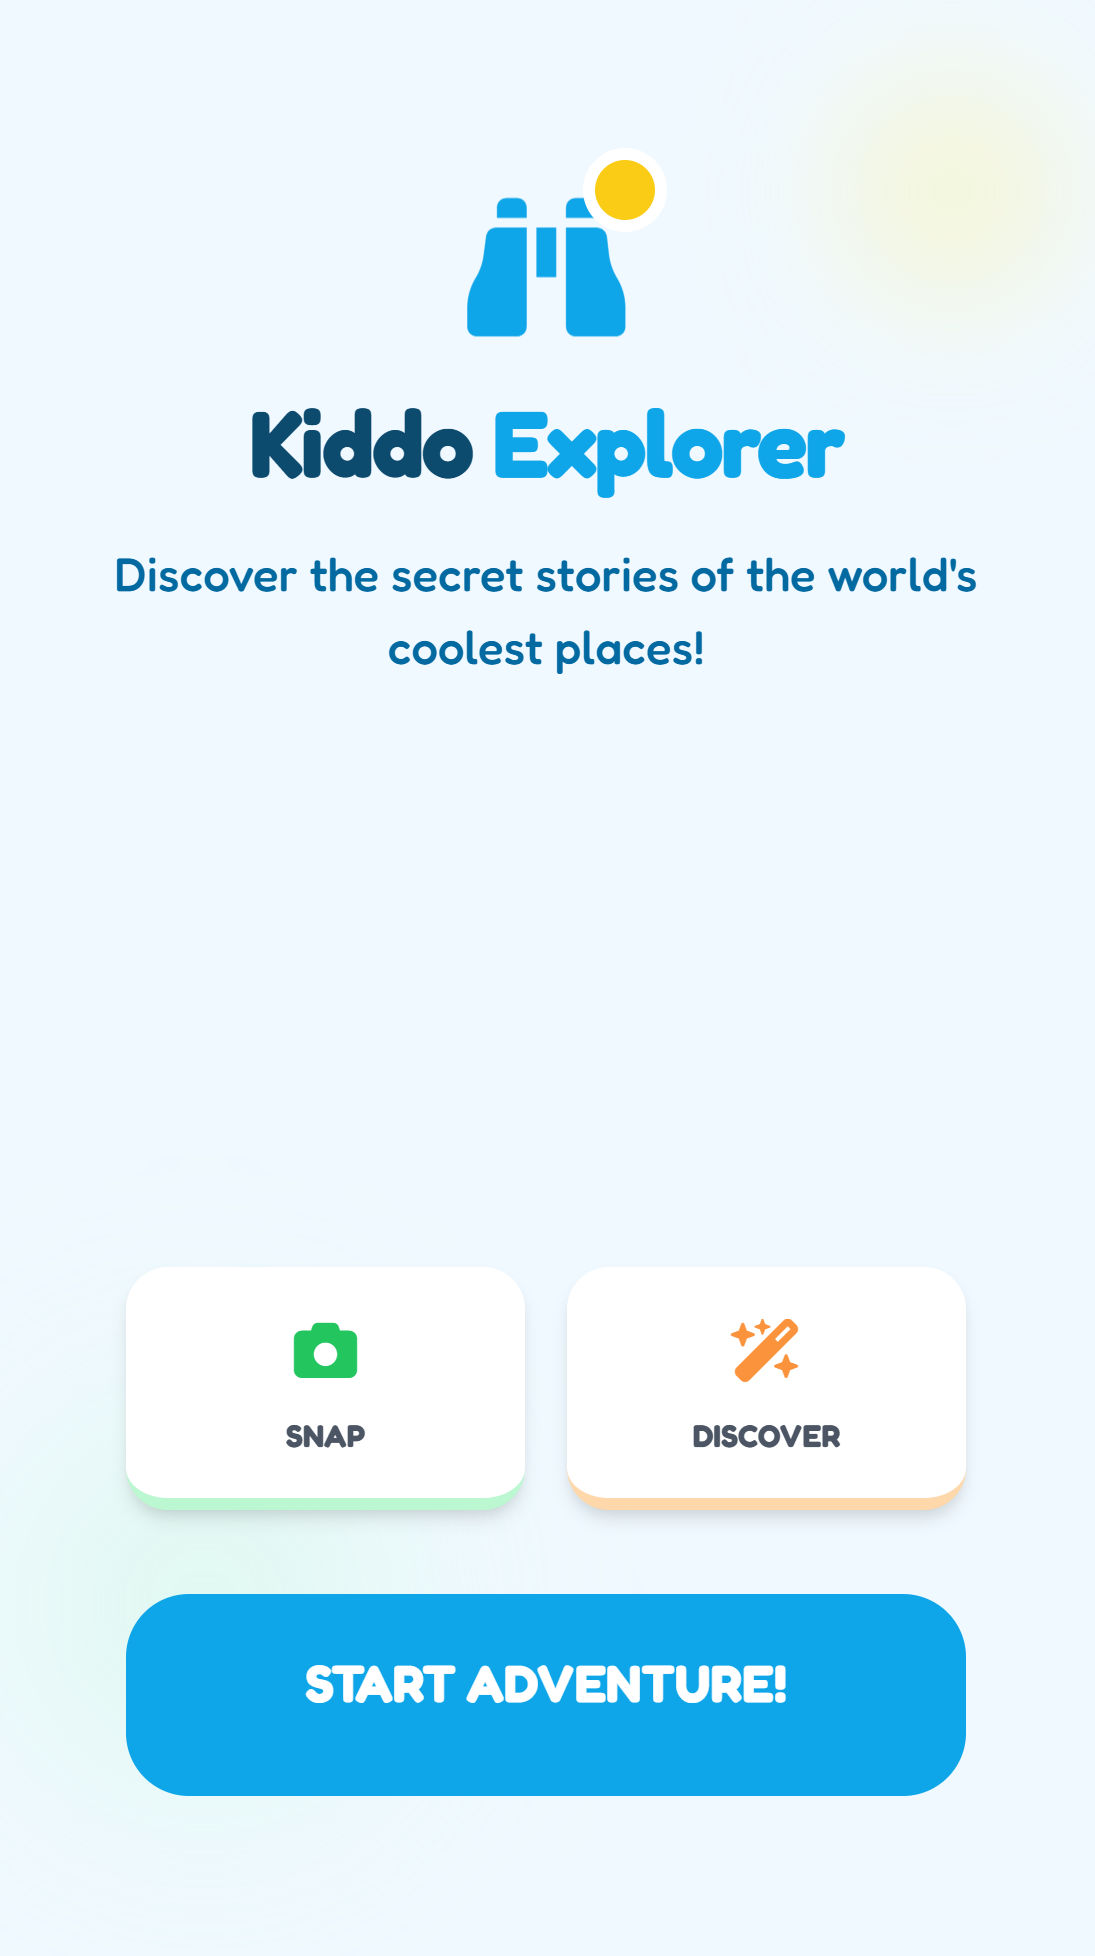 Kiddo Explorer
Discover the secret stories of the world's
coolest places!
SNAP
DISCOVER
START ADVENTURE!